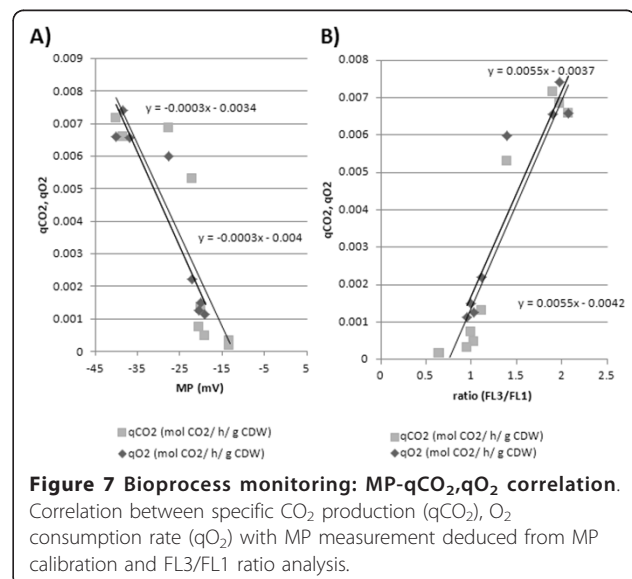 A)
B)
0.009
0.008
0.007
0.006
0.005
0.004
0.003
0.002
0.001
0
qCO2, qO2
y = -0.0003x - 0.0034
y = -0.0003x - 0.004
-45
-35
-25
-15
-5
5
MP (mV)
qCO2 (mol CO2/ h/ g CDW)
qO2 (mol CO2/ h/ g CDW)
0.008
0.007
0.006
0.005
0.004
0.003
0.002
0.001
0
qCO2, qO2
y = 0.0055x - 0.0037
y = 0.0055x - 0.0042
0
0.5
1
1.5
2
2.5
ratio (FL3/FL1)
qCO2 (mol CO2/ h/ g CDW)
qO2 (mol CO2/ h/ g CDW)
Figure 7 Bioprocess monitoring: MP-qCO₂,qO₂ correlation.
Correlation between specific CO₂ production (qCO₂), O₂
consumption rate (qO₂) with MP measurement deduced from MP
calibration and FL3/FL1 ratio analysis.